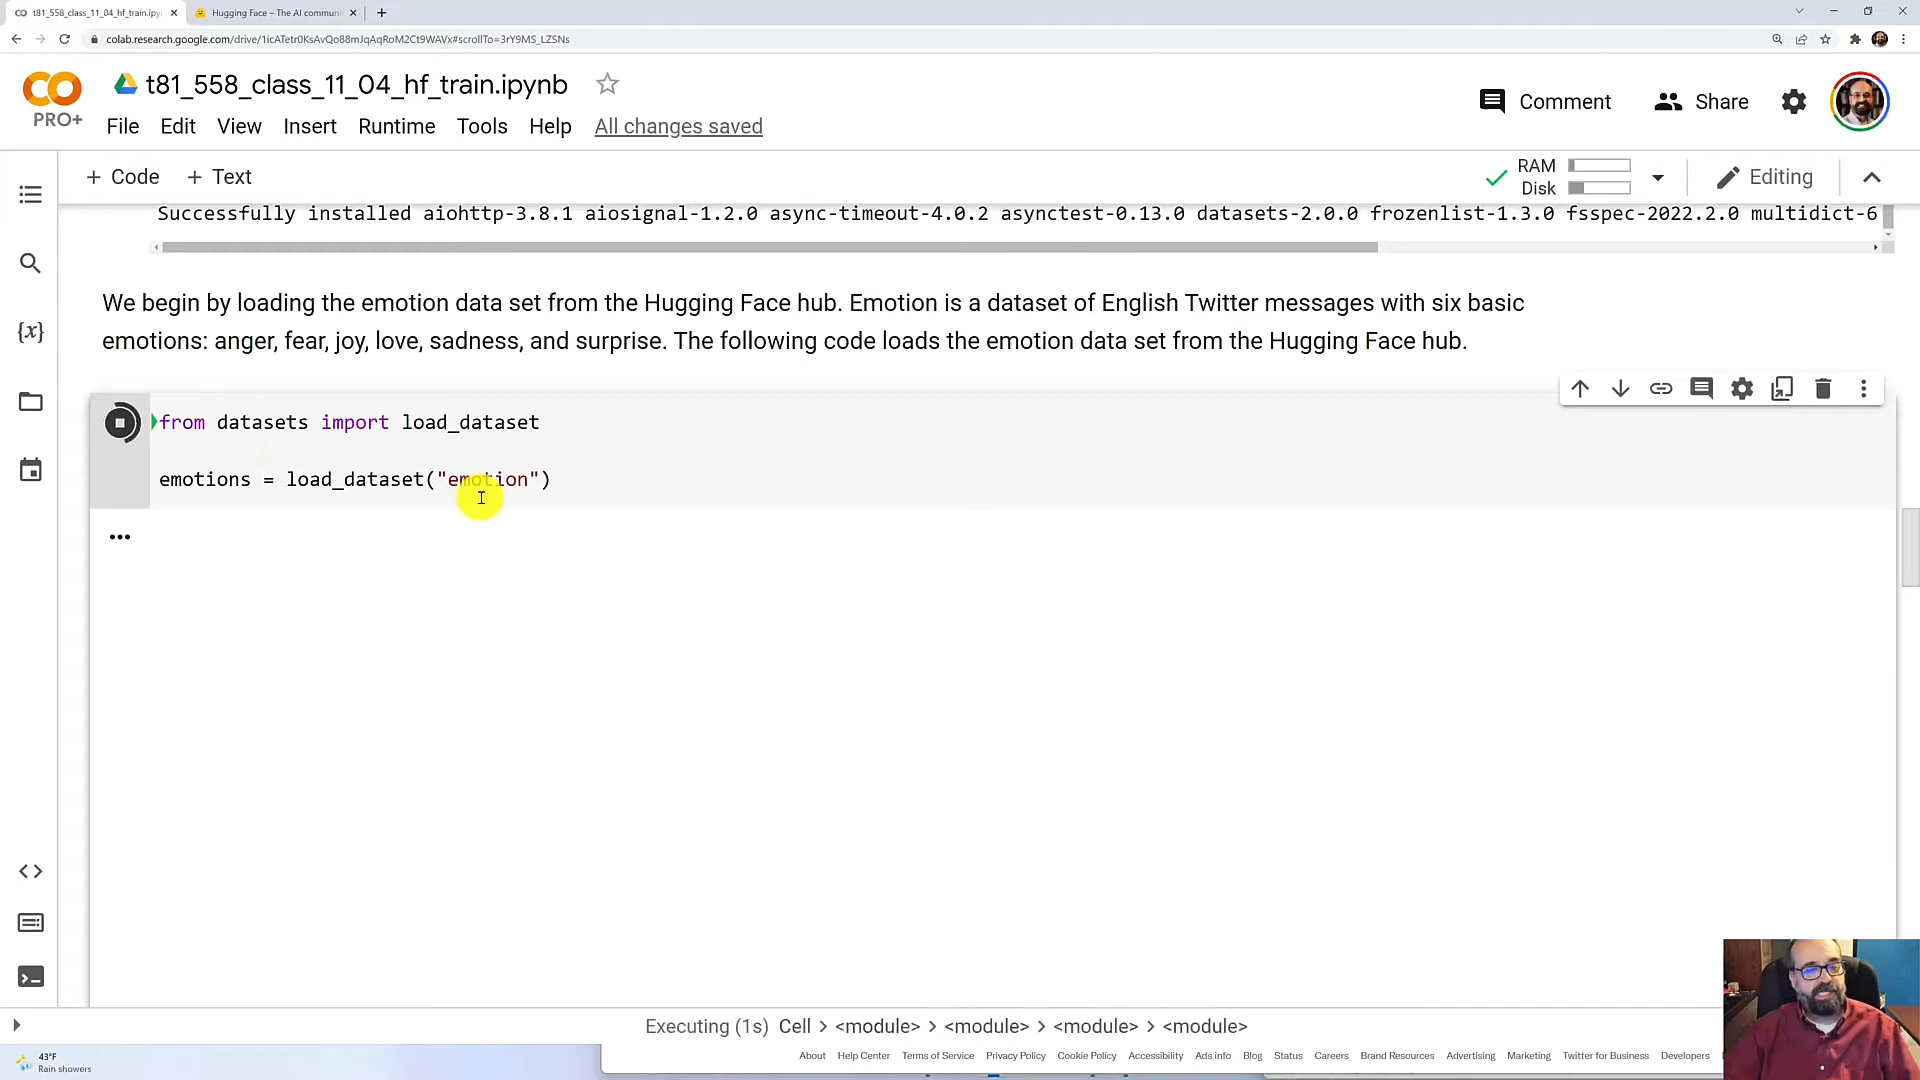 t81_558_class_11_04_hf_train.ipy
Hugging Face – The AI communi
colab.research.google.com/drive/1icATetr0KsAvQo88mJqAqRoM2Ct9WAVx#scrollTo=3rY9MS_LZSNs
CO
PRO+
t81_558_class_11_04_hf_train.ipynb
File Edit View Insert Runtime Tools Help All changes saved
Comment Share
+ Code + Text
RAM
Disk
Editing
Successfully installed aiohttp-3.8.1 aiosignal-1.2.0 async-timeout-4.0.2 asynctest-0.13.0 datasets-2.0.0 frozenlist-1.3.0 fsspec-2022.2.0 multidict-6
We begin by loading the emotion data set from the Hugging Face hub. Emotion is a dataset of English Twitter messages with six basic
emotions: anger, fear, joy, love, sadness, and surprise. The following code loads the emotion data set from the Hugging Face hub.
from datasets import load_dataset
emotions = load_dataset("emotion")
Executing (1s) Cell > <module> > <module> > <module> > <module>
About Help Center Terms of Service Privacy Policy Cookie Policy Accessibility Ads info Blog Status Careers Brand Resources Advertising Marketing Twitter for Business Developers
43°F
Rain showers